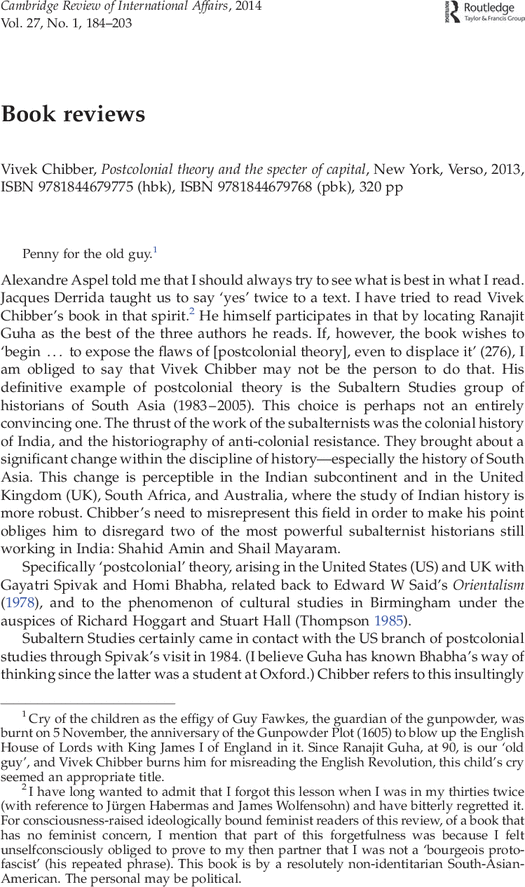 Cambridge Review of International Affairs, 2014
Vol. 27, No. 1, 184–203
Routledge
Taylor & Francis Group
Book reviews
Vivek Chibber, Postcolonial theory and the specter of capital, New York, Verso, 2013,
ISBN 9781844679775 (hbk), ISBN 9781844679768 (pbk), 320 pp
Penny for the old guy.1
Alexandre Aspel told me that I should always try to see what is best in what I read.
Jacques Derrida taught us to say ‘yes’ twice to a text. I have tried to read Vivek
Chibber’s book in that spirit.2 He himself participates in that by locating Ranajit
Guha as the best of the three authors he reads. If, however, the book wishes to
‘begin ... to expose the flaws of [postcolonial theory], even to displace it’ (276), I
am obliged to say that Vivek Chibber may not be the person to do that. His
definitive example of postcolonial theory is the Subaltern Studies group of
historians of South Asia (1983–2005). This choice is perhaps not an entirely
convincing one. The thrust of the work of the subalternists was the colonial history
of India, and the historiography of anti-colonial resistance. They brought about a
significant change within the discipline of history—especially the history of South
Asia. This change is perceptible in the Indian subcontinent and in the United
Kingdom (UK), South Africa, and Australia, where the study of Indian history is
more robust. Chibber’s need to misrepresent this field in order to make his point
obliges him to disregard two of the most powerful subalternist historians still
working in India: Shahid Amin and Shail Mayaram.
Specifically ‘postcolonial’ theory, arising in the United States (US) and UK with
Gayatri Spivak and Homi Bhabha, related back to Edward W Said’s Orientalism
(1978), and to the phenomenon of cultural studies in Birmingham under the
auspices of Richard Hoggart and Stuart Hall (Thompson 1985).
Subaltern Studies certainly came in contact with the US branch of postcolonial
studies through Spivak’s visit in 1984. (I believe Guha has known Bhabha’s way of
thinking since the latter was a student at Oxford.) Chibber refers to this insultingly
1 Cry of the children as the effigy of Guy Fawkes, the guardian of the gunpowder, was
burnt on 5 November, the anniversary of the Gunpowder Plot (1605) to blow up the English
House of Lords with King James I of England in it. Since Ranajit Guha, at 90, is our ‘old
guy’, and Vivek Chibber burns him for misreading the English Revolution, this child’s cry
seemed an appropriate title.
2 I have long wanted to admit that I forgot this lesson when I was in my thirties twice
(with reference to Jürgen Habermas and James Wolfensohn) and have bitterly regretted it.
For consciousness-raised ideologically bound feminist readers of this review, of a book that
has no feminist concern, I mention that part of this forgetfulness was because I felt
unselfconsciously obliged to prove to my then partner that I was not a ‘bourgeois proto-
fascist’ (his repeated phrase). This book is by a resolutely non-identitarian South-Asian-
American. The personal may be political.